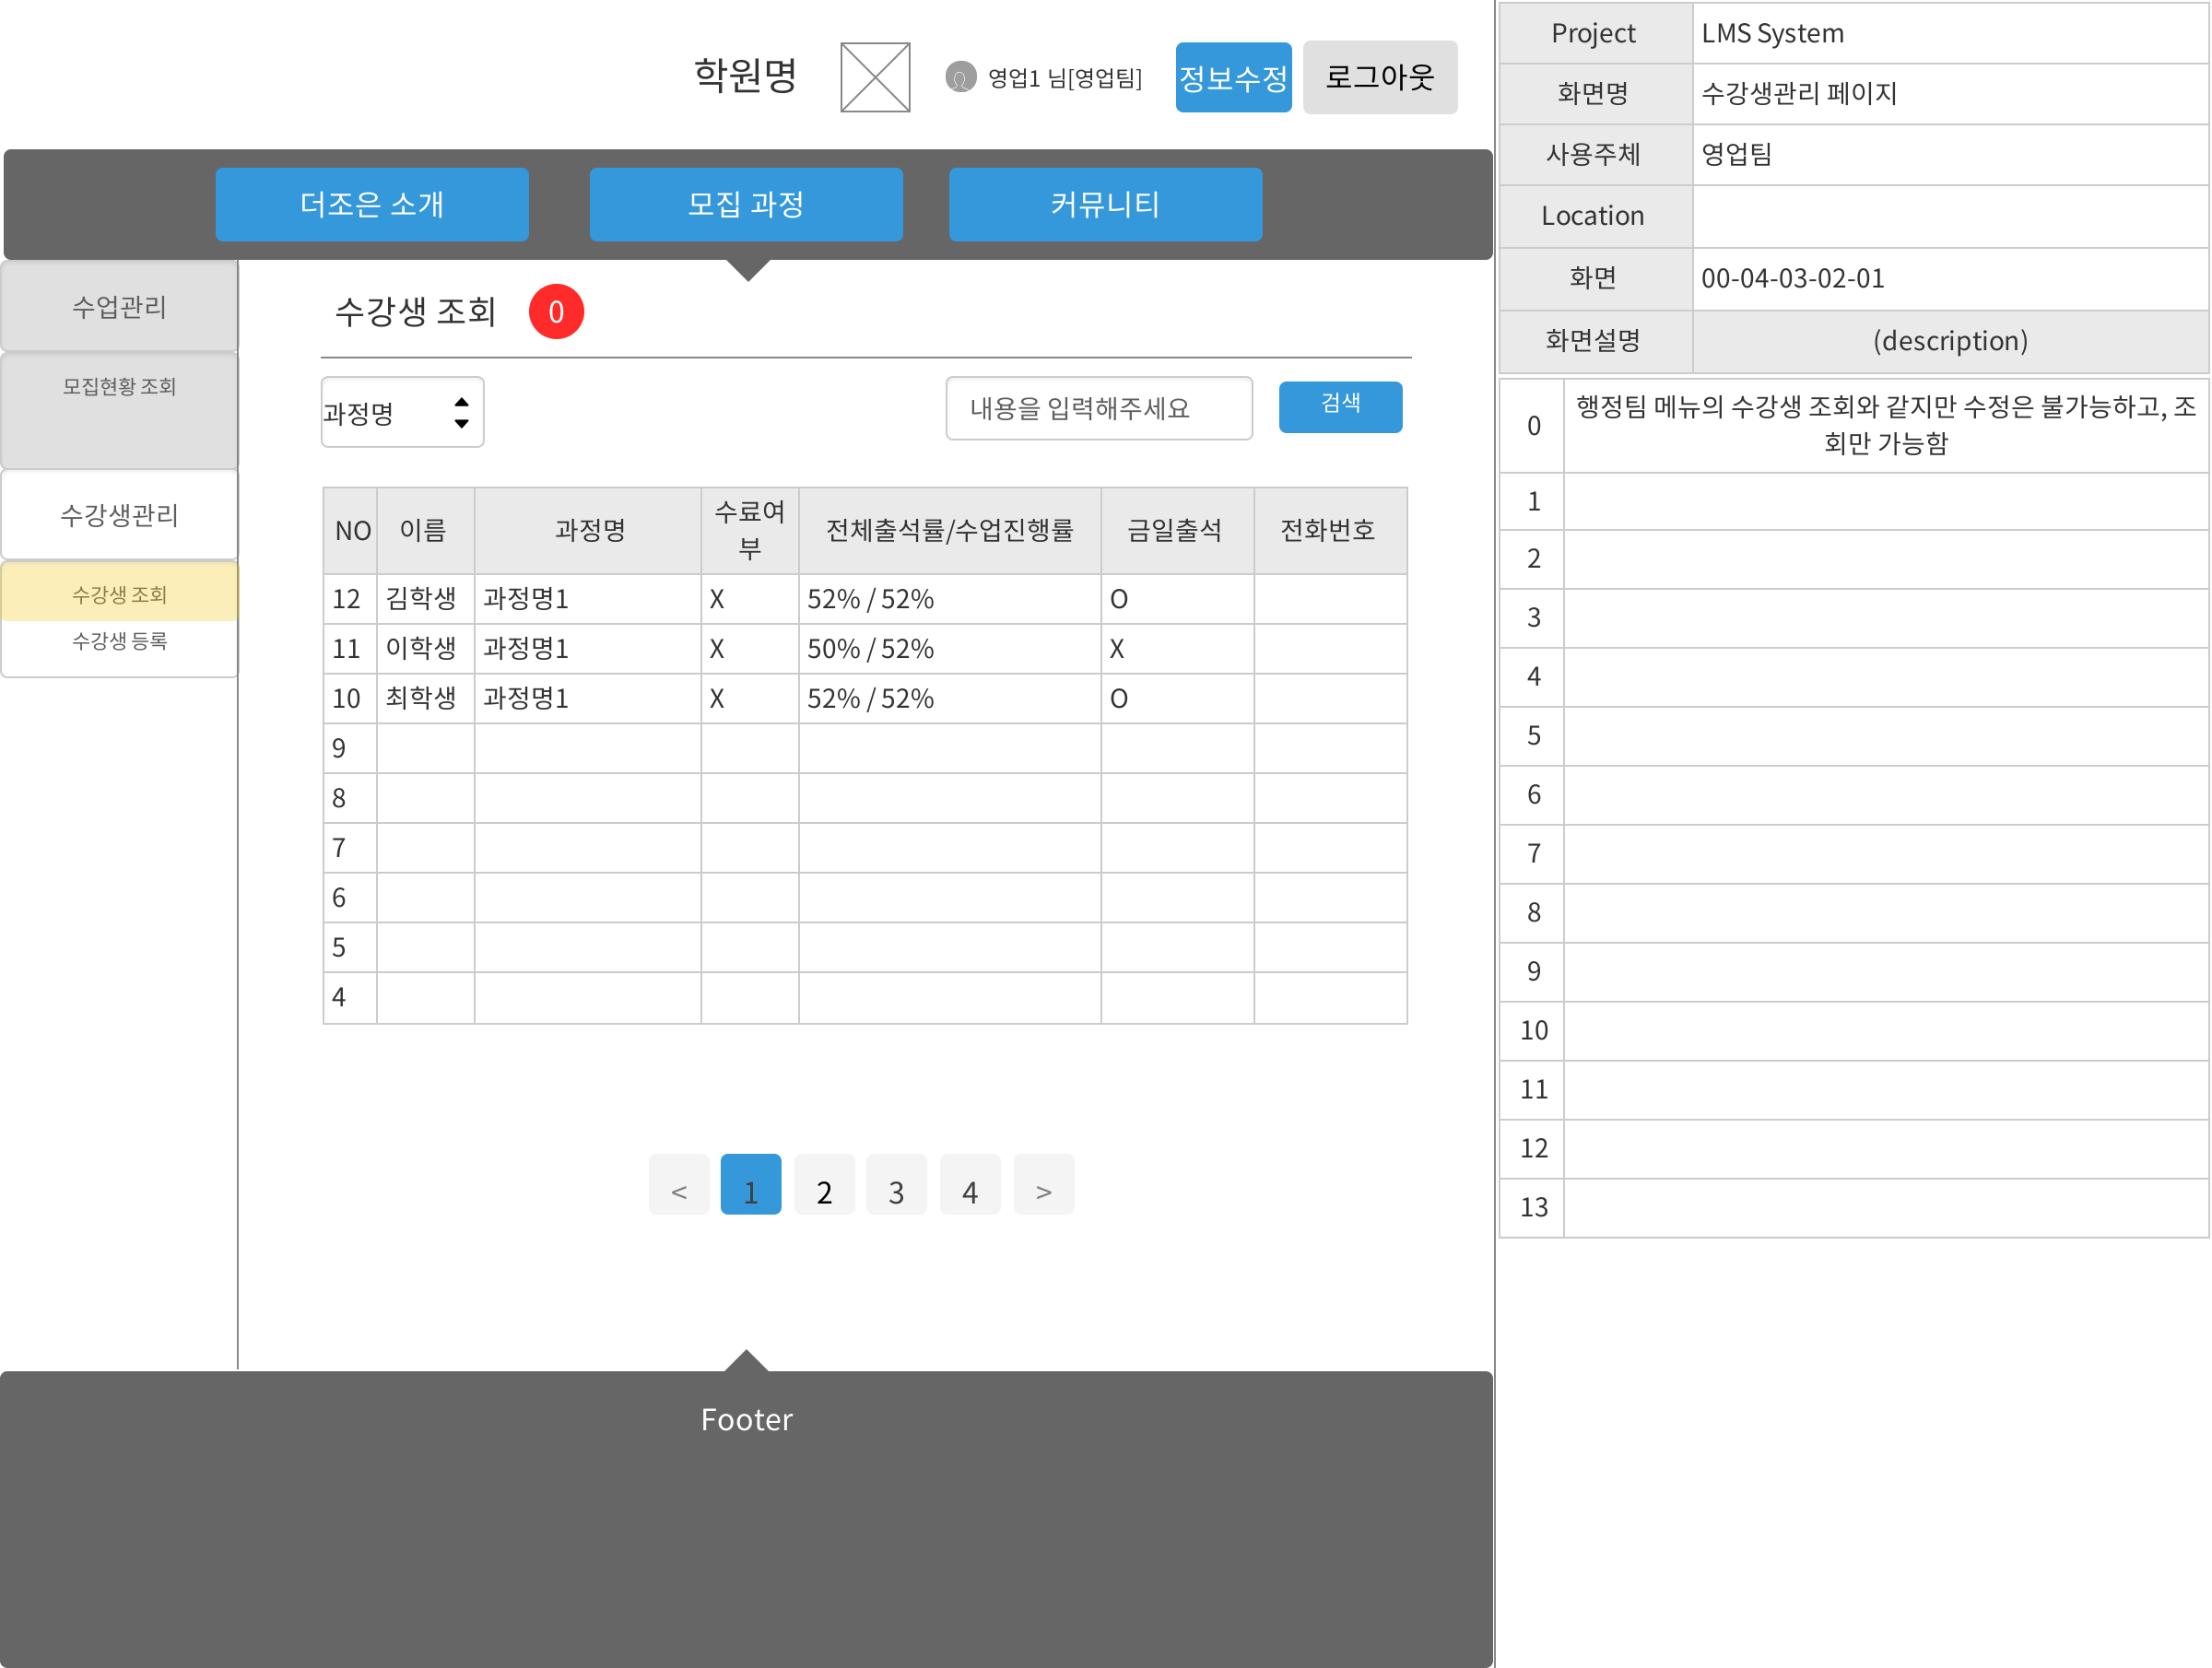 학원명
영업1 님[영업팀]
정보수정
로그아웃
더조은 소개
모집 과정
커뮤니티
수업관리
모집현황 조회
수강생관리
수강생 조회
수강생 등록
수강생 조회
0
과정명
내용을 입력해주세요
검색
NO 이름 과정명 수료여부 전체출석률/수업진행률 금일출석 전화번호
12 김학생 과정명1 X 52% / 52% O
11 이학생 과정명1 X 50% / 52% X
10 최학생 과정명1 X 52% / 52% O
9
8
7
6
5
4
< 1 2 3 4 >
Footer
Project LMS System
화면명 수강생관리 페이지
사용주체 영업팀
Location
화면 00-04-03-02-01
화면설명 (description)
0 행정팀 메뉴의 수강생 조회와 같지만 수정은 불가능하고, 조
회만 가능함
1
2
3
4
5
6
7
8
9
10
11
12
13